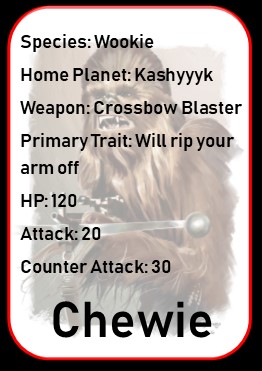 Species: Wookie
Home Planet: Kashyyyk
Weapon: Crossbow Blaster
Primary Trait: Will rip your
arm off
HP: 120
Attack: 20
Counter Attack: 30
Chewie